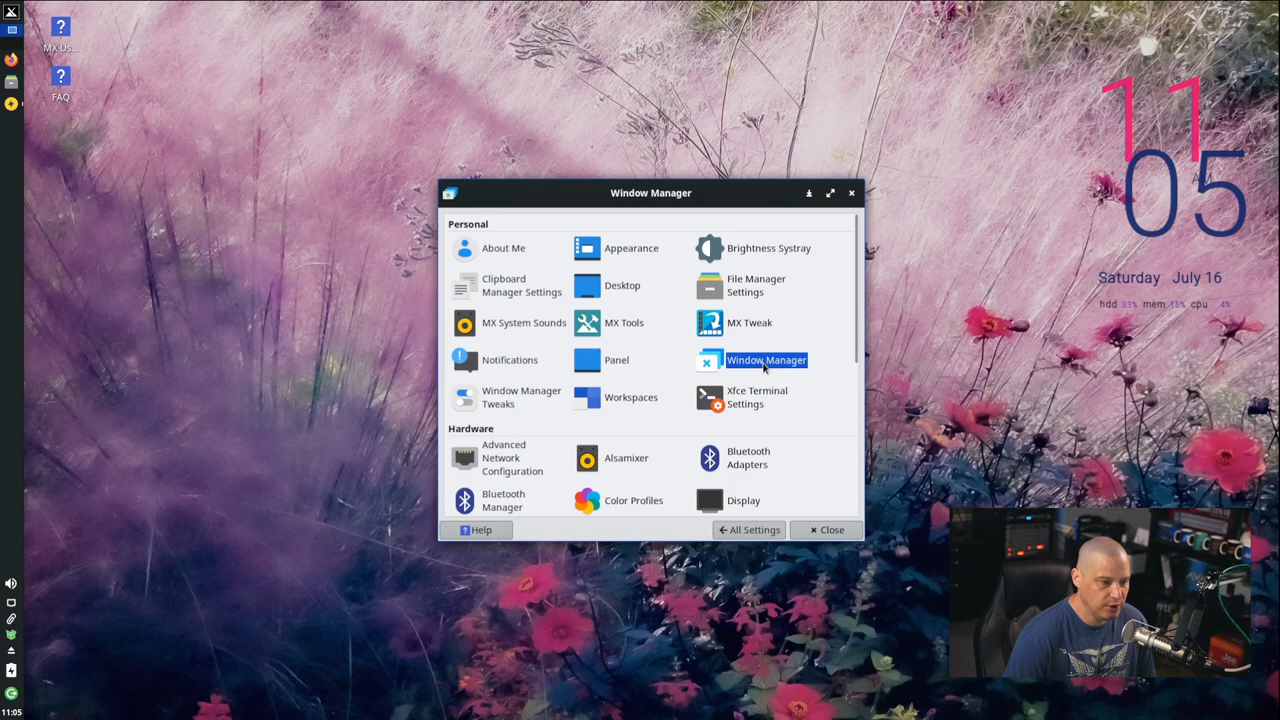 MX Us...
FAQ
11
05
Saturday July 16
hdd 33% mem 15% cpu 4%
Window Manager
Personal
About Me
Appearance
Brightness Systray
Clipboard
Manager Settings
Desktop
File Manager
Settings
MX System Sounds
MX Tools
MX Tweak
Notifications
Panel
Window Manager
Window Manager
Tweaks
Workspaces
Xfce Terminal
Settings
Hardware
Advanced
Network
Configuration
Alsamixer
Bluetooth
Adapters
Bluetooth
Manager
Color Profiles
Display
Help
All Settings
Close
11:05